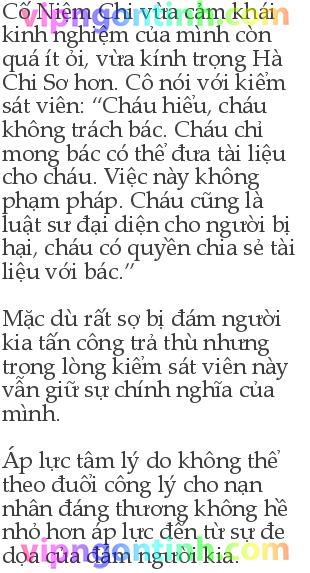 Cố Niệm Chi vừa cảm khái
kinh nghiệm của mình còn
quá ít ỏi, vừa kính trọng Hà
Chi Sơ hơn. Cô nói với kiểm
sát viên: “Cháu hiểu, cháu
không trách bác. Cháu chỉ
mong bác có thể đưa tài liệu
cho cháu. Việc này không
phạm pháp. Cháu cũng là
luật sư đại diện cho người bị
hại, cháu có quyền chia sẻ tài
liệu với bác.”
Mặc dù rất sợ bị đám người
kia tấn công trả thù nhưng
trong lòng kiểm sát viên này
vẫn giữ sự chính nghĩa của
mình.
Áp lực tâm lý do không thể
theo đuổi công lý cho nạn
nhân đáng thương không hề
nhỏ hơn áp lực đến từ sự đe
dọa của đám người kia.
vipngontinh.com
vipngontinh.com